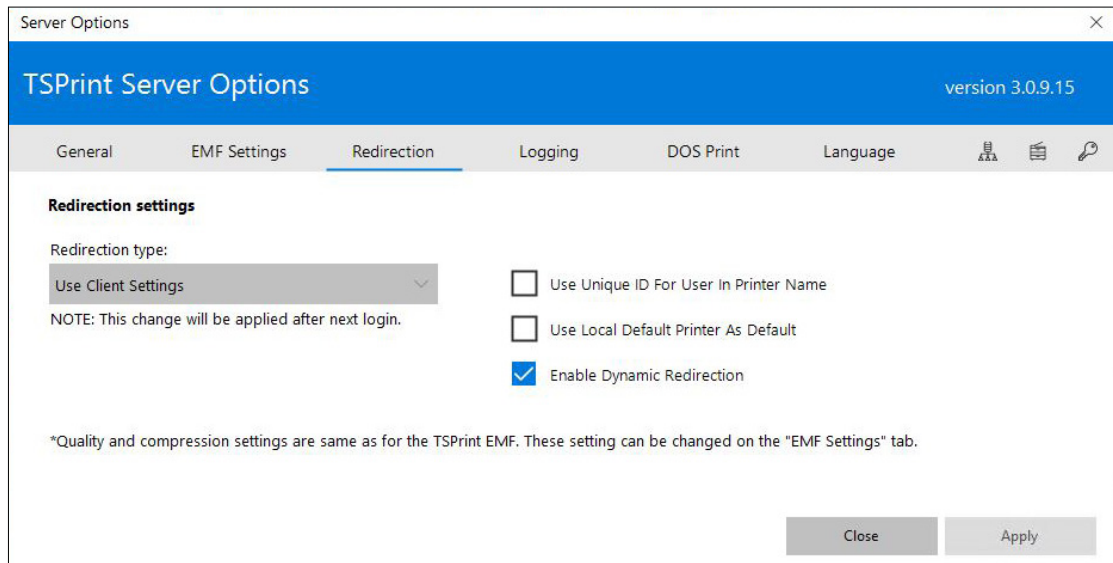 Server Options
TSPrint Server Options
version 3.0.9.15
General
EMF Settings
Redirection
Logging
DOS Print
Language
Redirection settings
Redirection type:
Use Client Settings
NOTE: This change will be applied after next login.
Use Unique ID For User In Printer Name
Use Local Default Printer As Default
Enable Dynamic Redirection
*Quality and compression settings are same as for the TSPrint EMF. These setting can be changed on the "EMF Settings" tab.
Close
Apply